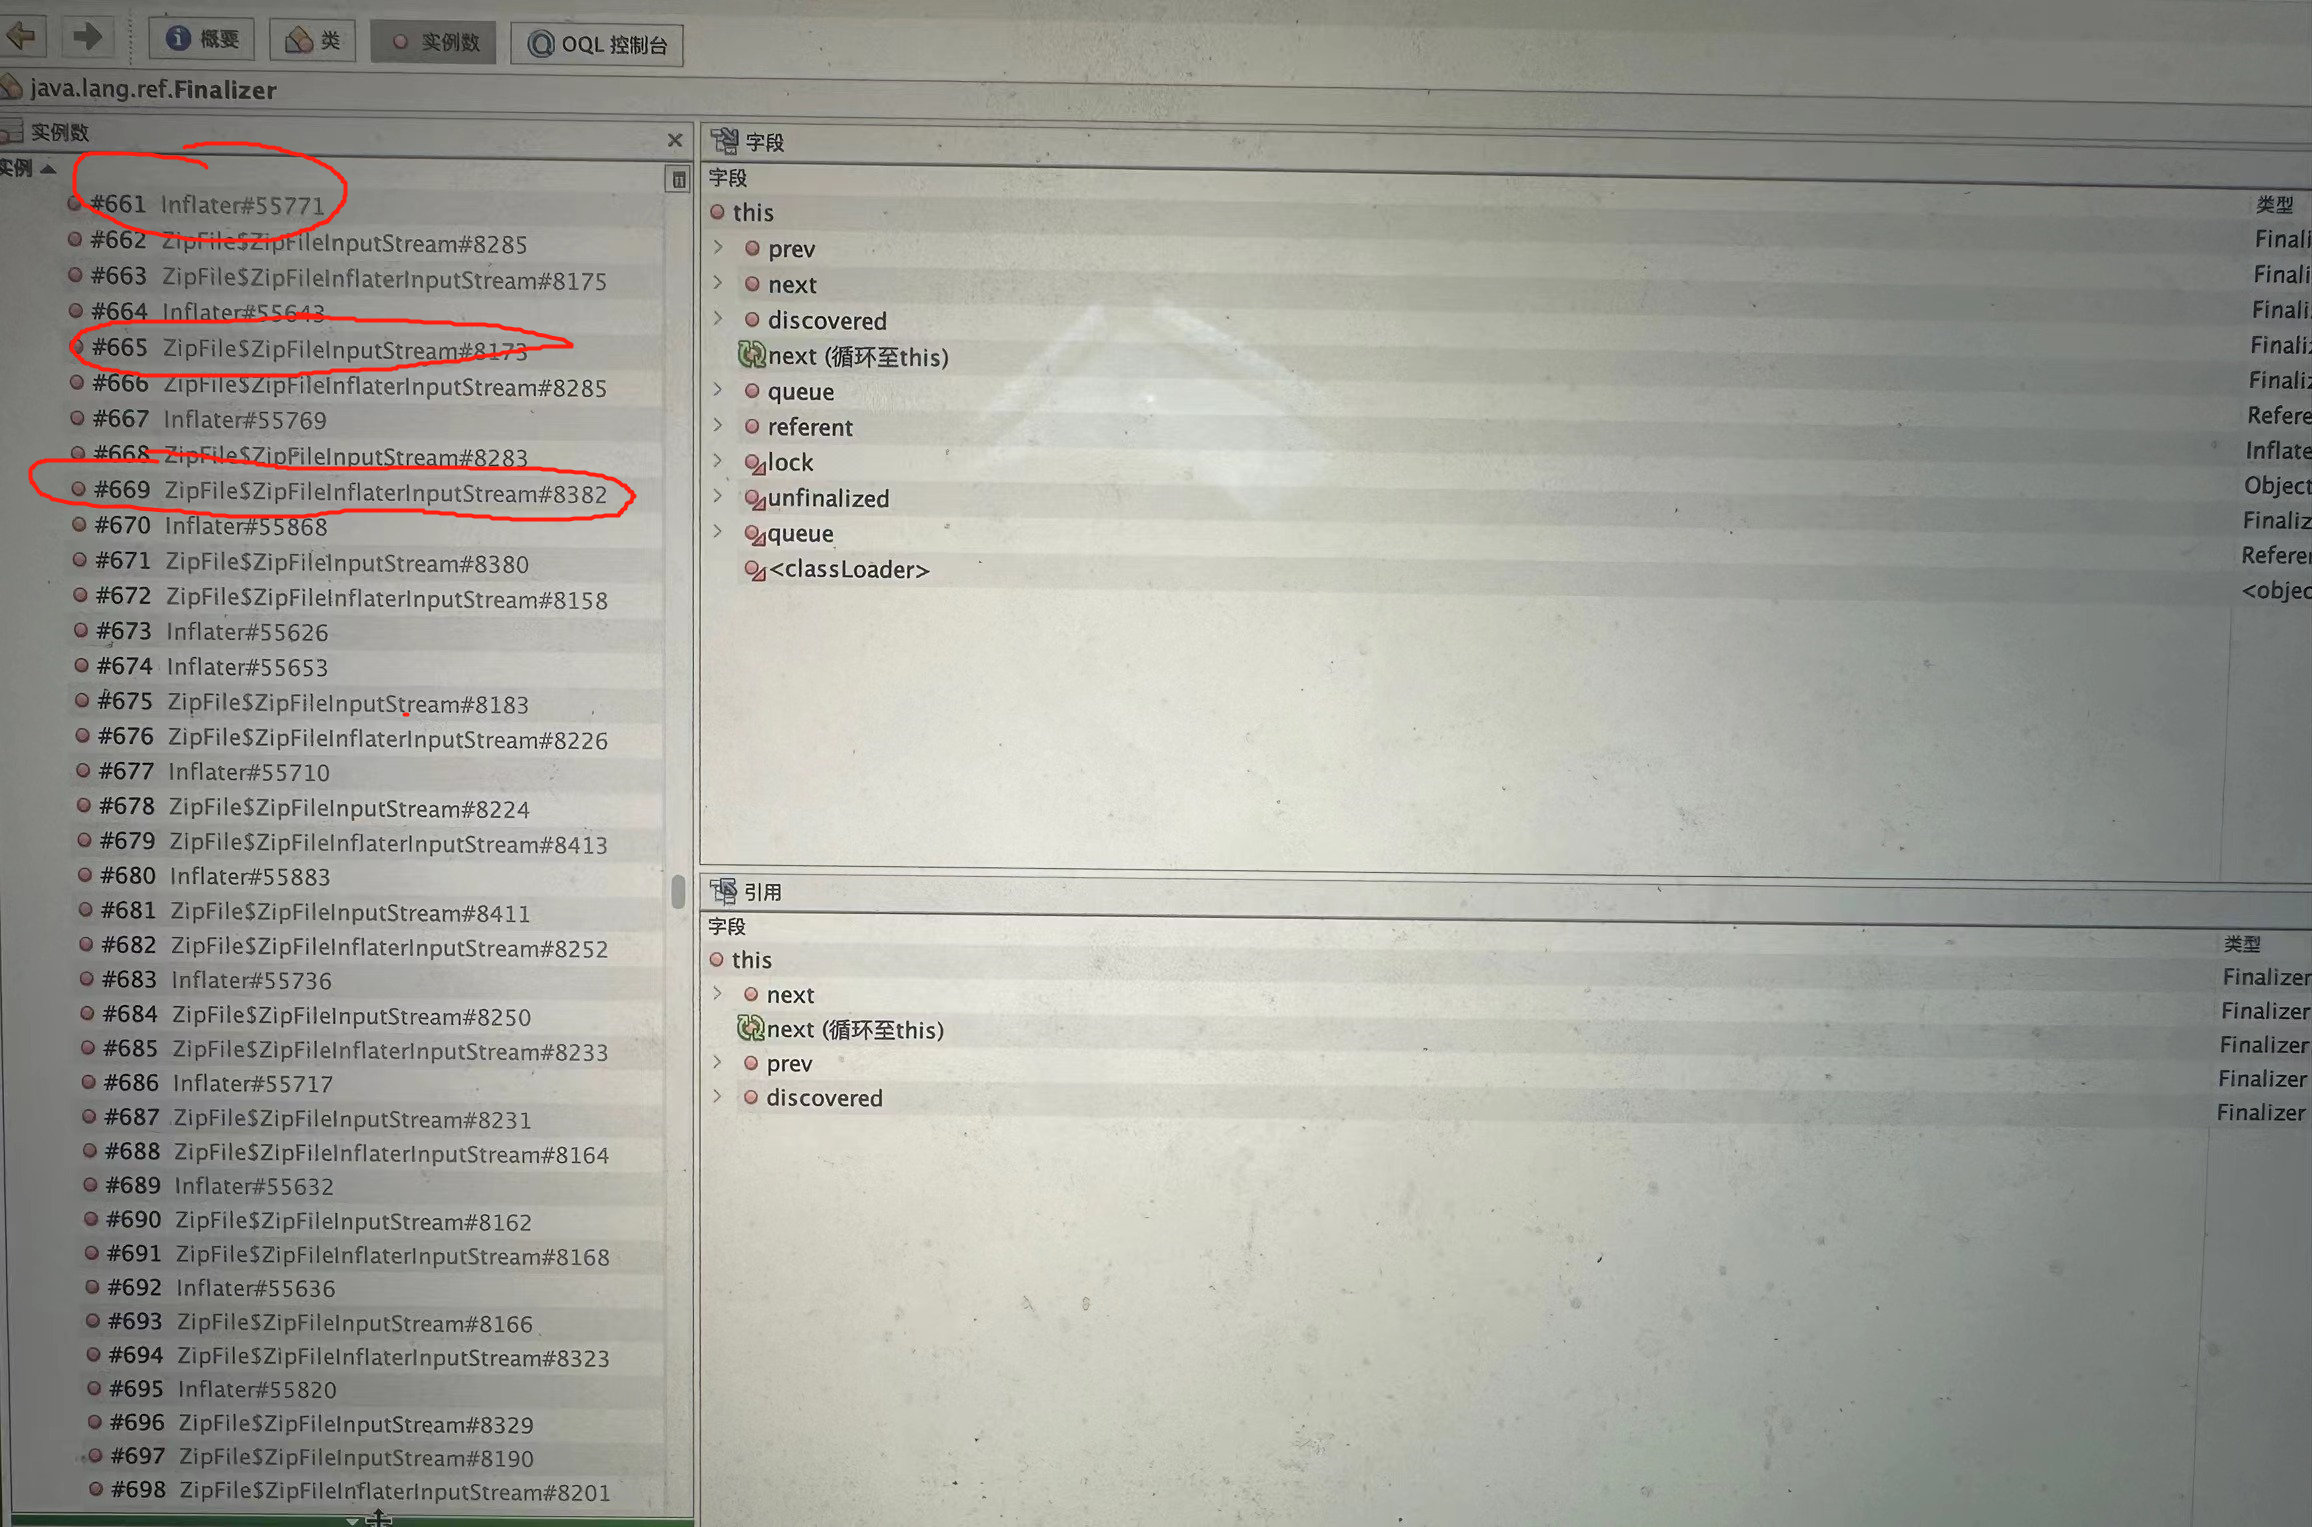 概要 类 实例数 OQL 控制台
java.lang.ref.Finalizer
实例数
实例
#661 Inflater#55771
#662 ZipFile$ZipFileInputStream#8285
#663 ZipFile$ZipFileInflaterInputStream#8175
#664 Inflater#55643
#665 ZipFile$ZipFileInputStream#8173
#666 ZipFile$ZipFileInflaterInputStream#8285
#667 Inflater#55769
#668 ZipFile$ZipFileInputStream#8283
#669 ZipFile$ZipFileInflaterInputStream#8382
#670 Inflater#55868
#671 ZipFile$ZipFileInputStream#8380
#672 ZipFile$ZipFileInflaterInputStream#8158
#673 Inflater#55626
#674 Inflater#55653
#675 ZipFile$ZipFileInputStream#8183
#676 ZipFile$ZipFileInflaterInputStream#8226
#677 Inflater#55710
#678 ZipFile$ZipFileInputStream#8224
#679 ZipFile$ZipFileInflaterInputStream#8413
#680 Inflater#55883
#681 ZipFile$ZipFileInputStream#8411
#682 ZipFile$ZipFileInflaterInputStream#8252
#683 Inflater#55736
#684 ZipFile$ZipFileInputStream#8250
#685 ZipFile$ZipFileInflaterInputStream#8233
#686 Inflater#55717
#687 ZipFile$ZipFileInputStream#8231
#688 ZipFile$ZipFileInflaterInputStream#8164
#689 Inflater#55632
#690 ZipFile$ZipFileInputStream#8162
#691 ZipFile$ZipFileInflaterInputStream#8168
#692 Inflater#55636
#693 ZipFile$ZipFileInputStream#8166
#694 ZipFile$ZipFileInflaterInputStream#8323
#695 Inflater#55820
#696 ZipFile$ZipFileInputStream#8329
#697 ZipFile$ZipFileInputStream#8190
#698 ZipFile$ZipFileInflaterInputStream#8201
字段
字段 类型
this Finali
prev Finali
next Finali
discovered Finali
next (循环至this) Finaliz
queue Refere
referent Inflate
lock Object
unfinalized Finaliz
queue Referen
<classLoader> <objec
引用
字段 类型
this Finalizer
next Finalizer
next (循环至this) Finalizer
prev Finalizer
discovered Finalizer